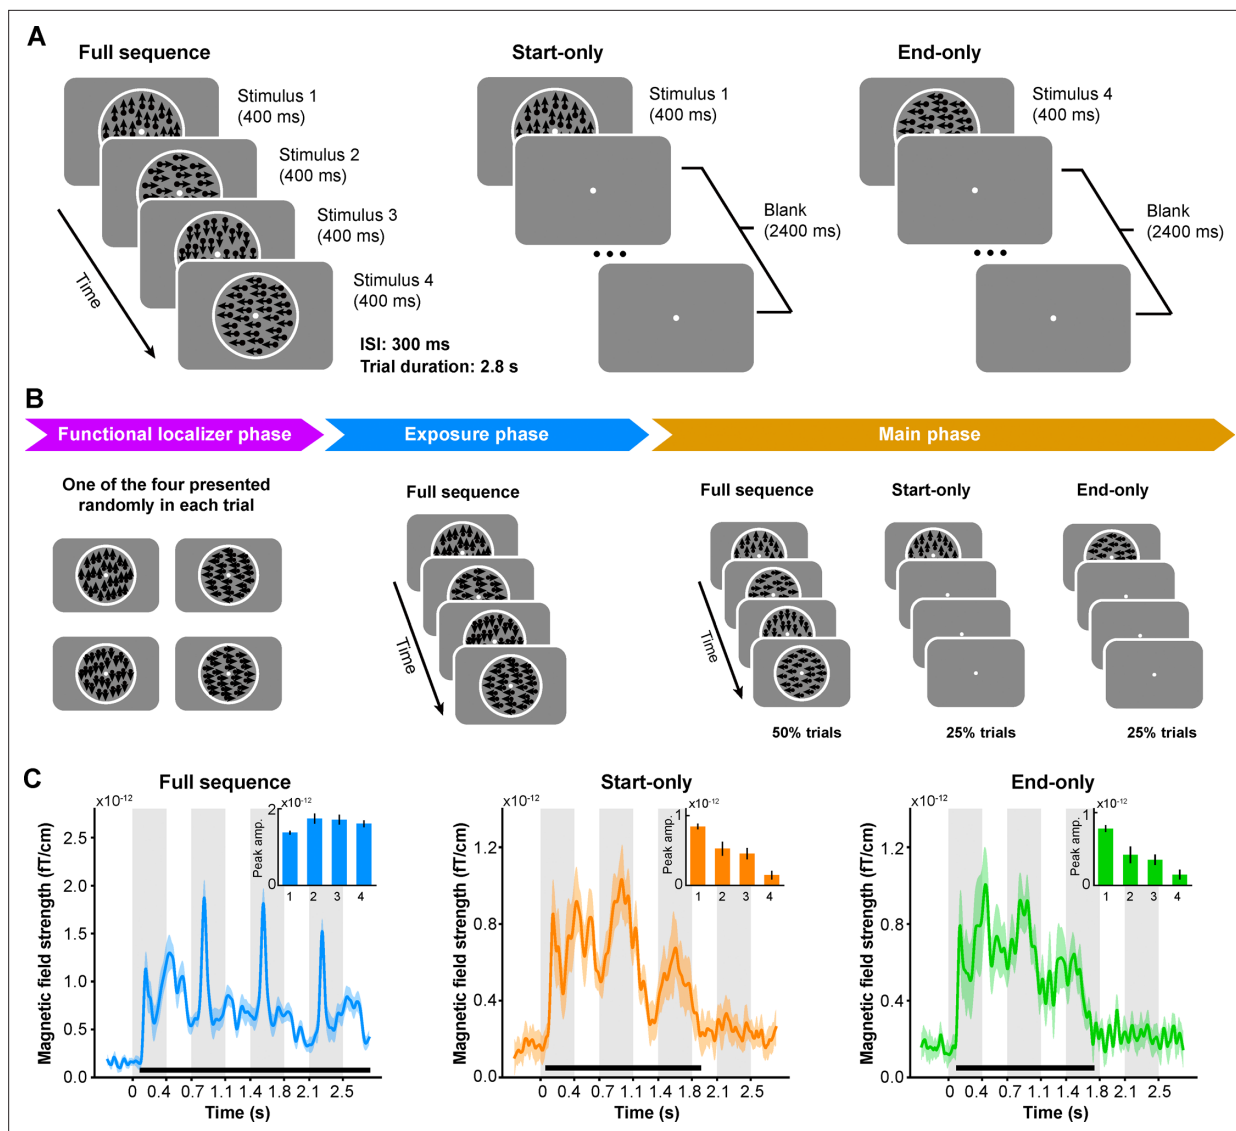 A
Full sequence
Start-only
End-only
Stimulus 1
(400 ms)
Stimulus 2
(400 ms)
Stimulus 3
(400 ms)
Stimulus 4
(400 ms)
Time
ISI: 300 ms
Trial duration: 2.8 s
Stimulus 1
(400 ms)
Blank
(2400 ms)
Stimulus 4
(400 ms)
Blank
(2400 ms)
B
Functional localizer phase
Exposure phase
Main phase
One of the four presented
randomly in each trial
Full sequence
Time
Full sequence
Start-only
End-only
Time
50% trials
25% trials
25% trials
C
Full sequence
x10-12
2.5
2.0
1.5
1.0
0.5
0.0
Magnetic field strength (fT/cm)
0 0.4 0.7 1.1 1.4 1.8 2.1 2.5
Time (s)
x10-12
2
0
Peak amp.
1 2 3 4
Start-only
x10-12
1.2
0.8
0.4
0.0
Magnetic field strength (fT/cm)
0 0.4 0.7 1.1 1.4 1.8 2.1 2.5
Time (s)
x10-12
1
0
Peak amp.
1 2 3 4
End-only
x10-12
1.2
0.8
0.4
0.0
Magnetic field strength (fT/cm)
0 0.4 0.7 1.1 1.4 1.8 2.1 2.5
Time (s)
x10-12
1
0
Peak amp.
1 2 3 4